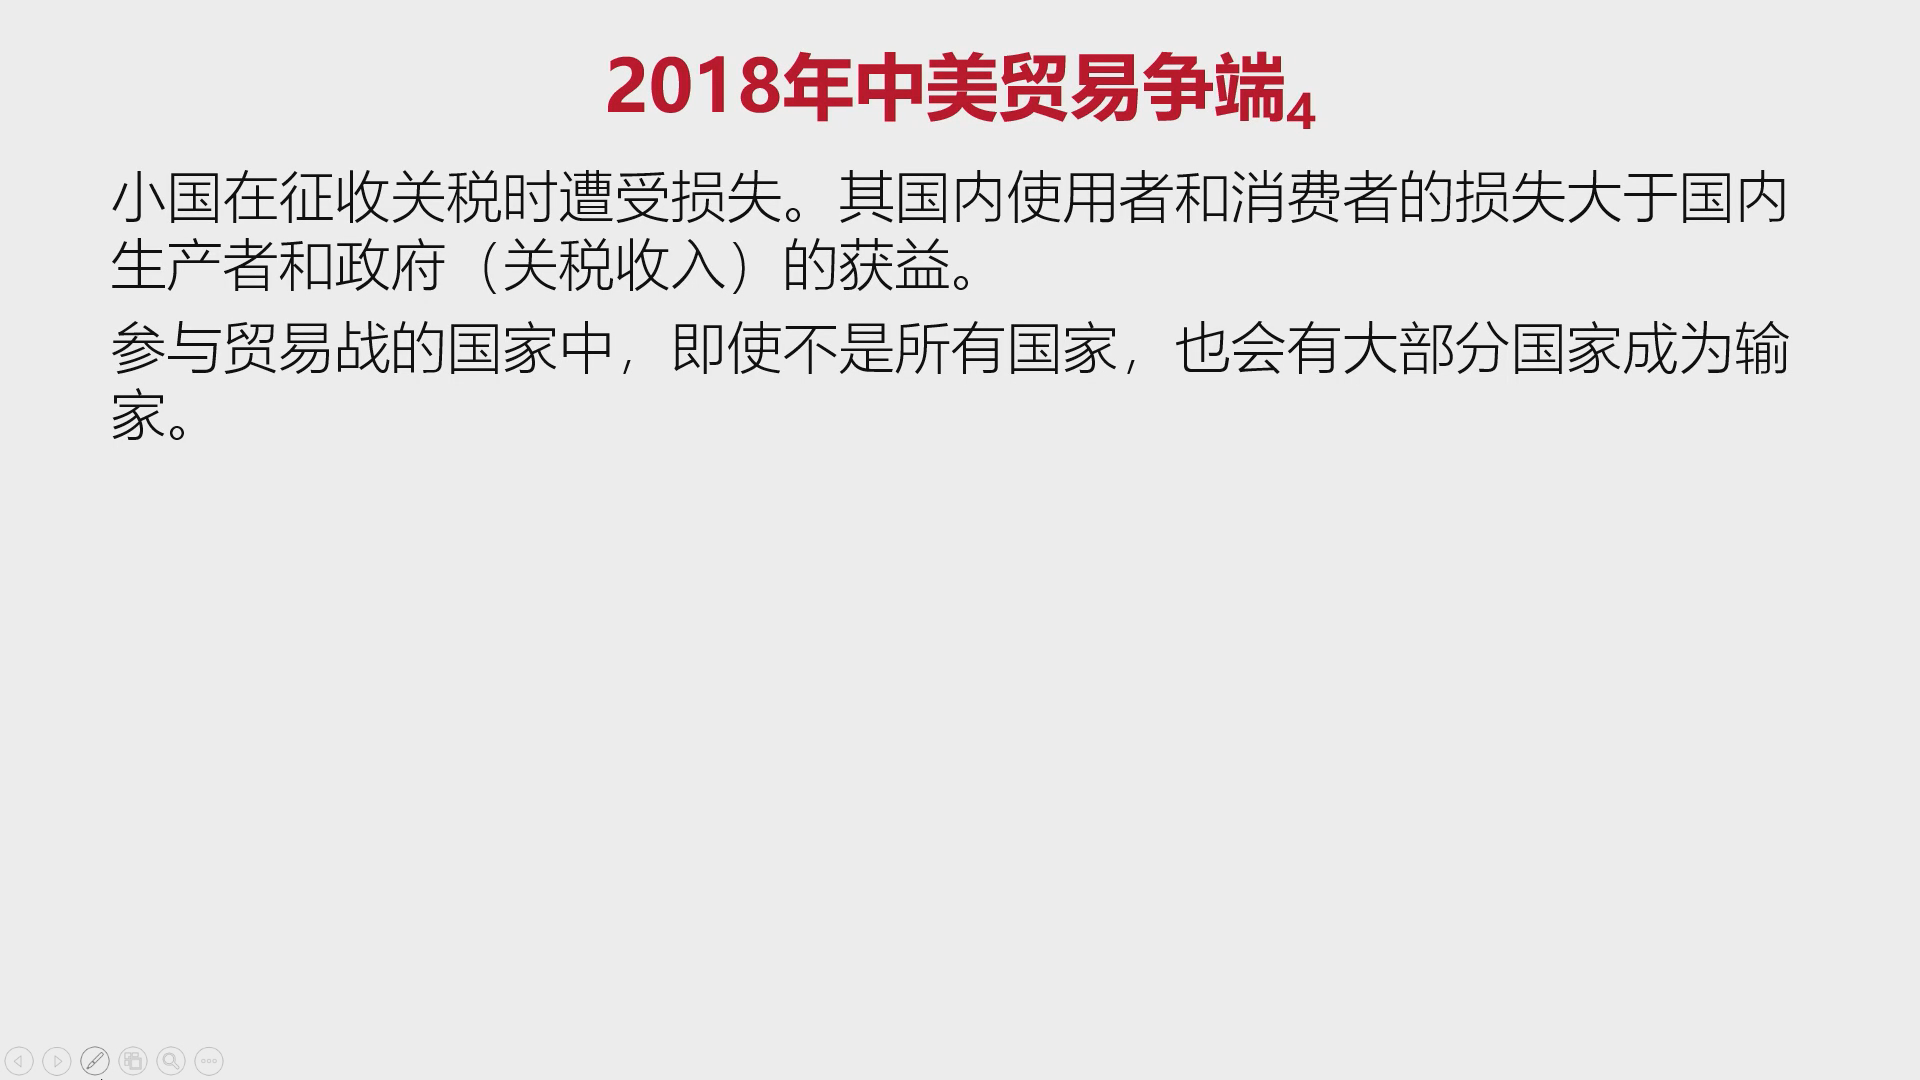 2018年中美贸易争端4
小国在征收关税时遭受损失。其国内使用者和消费者的损失大于国内
生产者和政府（关税收入）的获益。
参与贸易战的国家中，即使不是所有国家，也会有大部分国家成为输
家。